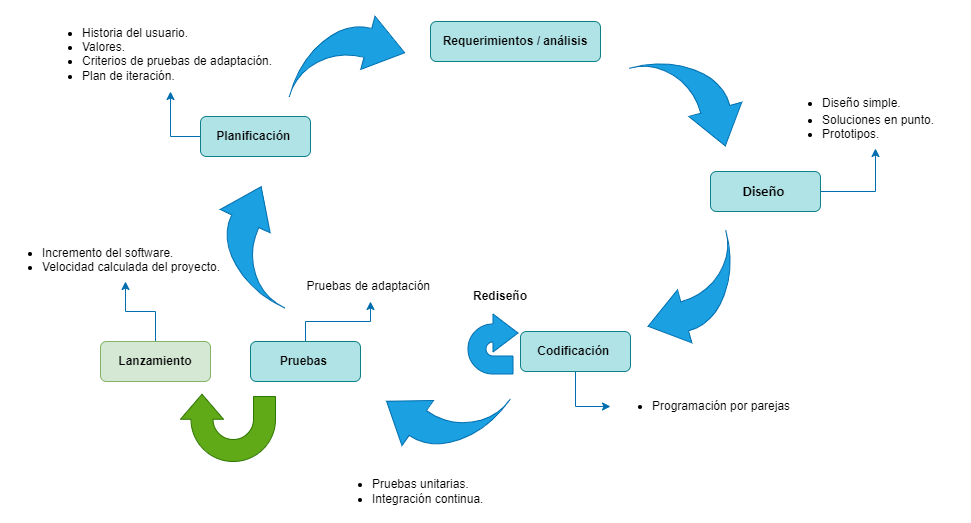 Historia del usuario.
Valores.
Criterios de pruebas de adaptación.
Plan de iteración.
Requerimientos / análisis
Planificación
Diseño simple.
Soluciones en punto.
Prototipos.
Diseño
Incremento del software.
Velocidad calculada del proyecto.
Pruebas de adaptación
Rediseño
Lanzamiento
Pruebas
Codificación
Programación por parejas
Pruebas unitarias.
Integración continua.